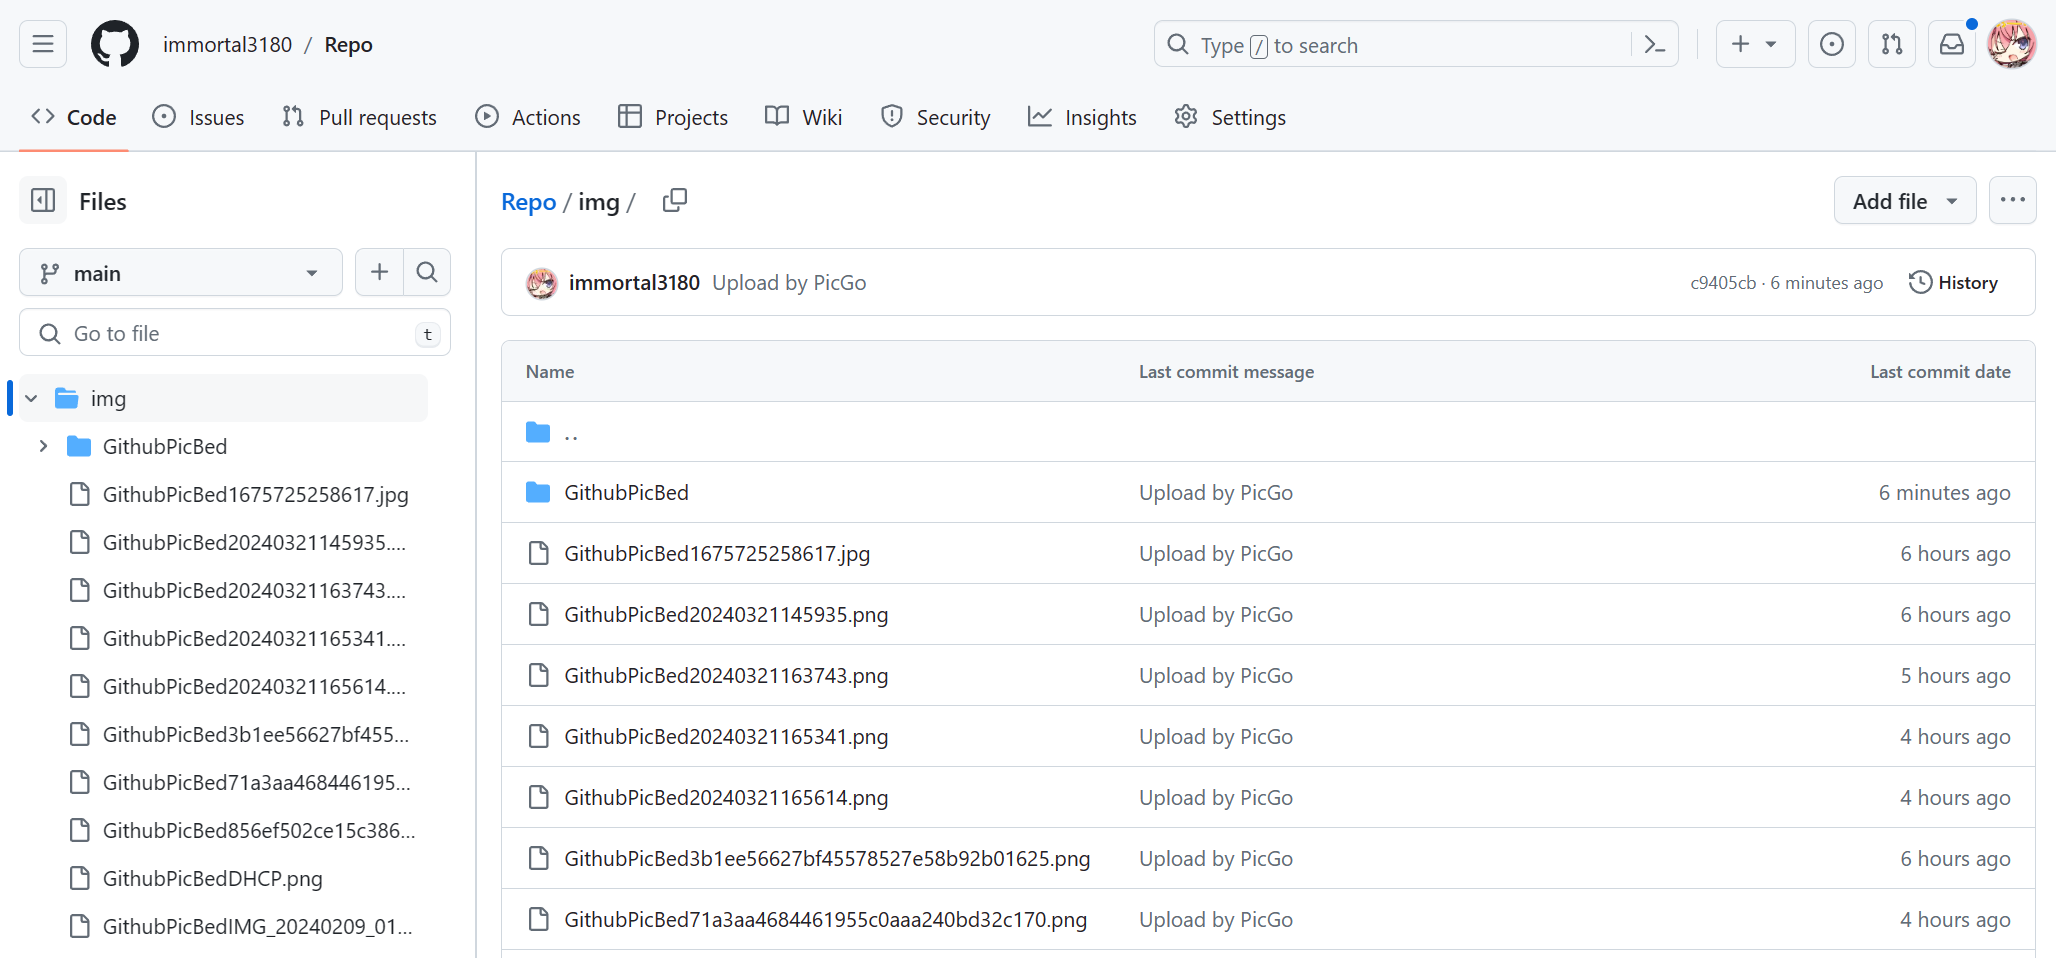 immortal3180 / Repo
Type / to search
Code Issues Pull requests Actions Projects Wiki Security Insights Settings
Files
main
Go to file t
img
GithubPicBed
GithubPicBed1675725258617.jpg
GithubPicBed20240321145935....
GithubPicBed20240321163743....
GithubPicBed20240321165341....
GithubPicBed20240321165614....
GithubPicBed3b1ee56627bf455...
GithubPicBed71a3aa468446195...
GithubPicBed856ef502ce15c386...
GithubPicBedDHCP.png
GithubPicBedIMG_20240209_01...
Repo / img /
Add file
immortal3180 Upload by PicGo c9405cb · 6 minutes ago History
Name Last commit message Last commit date
..
GithubPicBed Upload by PicGo 6 minutes ago
GithubPicBed1675725258617.jpg Upload by PicGo 6 hours ago
GithubPicBed20240321145935.png Upload by PicGo 6 hours ago
GithubPicBed20240321163743.png Upload by PicGo 5 hours ago
GithubPicBed20240321165341.png Upload by PicGo 4 hours ago
GithubPicBed20240321165614.png Upload by PicGo 4 hours ago
GithubPicBed3b1ee56627bf45578527e58b92b01625.png Upload by PicGo 6 hours ago
GithubPicBed71a3aa4684461955c0aaa240bd32c170.png Upload by PicGo 4 hours ago